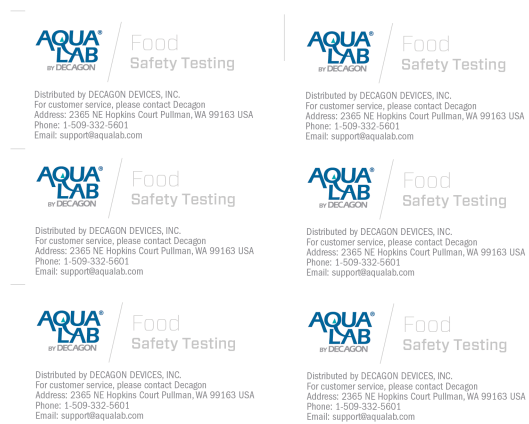 AQUA® LAB BY DECAGON
Food
Safety Testing
Distributed by DECAGON DEVICES, INC.
For customer service, please contact Decagon
Address: 2365 NE Hopkins Court Pullman, WA 99163 USA
Phone: 1-509-332-5601
Email: support@aqualab.com
AQUA® LAB BY DECAGON
Food
Safety Testing
Distributed by DECAGON DEVICES, INC.
For customer service, please contact Decagon
Address: 2365 NE Hopkins Court Pullman, WA 99163 USA
Phone: 1-509-332-5601
Email: support@aqualab.com
AQUA® LAB BY DECAGON
Food
Safety Testing
Distributed by DECAGON DEVICES, INC.
For customer service, please contact Decagon
Address: 2365 NE Hopkins Court Pullman, WA 99163 USA
Phone: 1-509-332-5601
Email: support@aqualab.com
AQUA® LAB BY DECAGON
Food
Safety Testing
Distributed by DECAGON DEVICES, INC.
For customer service, please contact Decagon
Address: 2365 NE Hopkins Court Pullman, WA 99163 USA
Phone: 1-509-332-5601
Email: support@aqualab.com
AQUA® LAB BY DECAGON
Food
Safety Testing
Distributed by DECAGON DEVICES, INC.
For customer service, please contact Decagon
Address: 2365 NE Hopkins Court Pullman, WA 99163 USA
Phone: 1-509-332-5601
Email: support@aqualab.com
AQUA® LAB BY DECAGON
Food
Safety Testing
Distributed by DECAGON DEVICES, INC.
For customer service, please contact Decagon
Address: 2365 NE Hopkins Court Pullman, WA 99163 USA
Phone: 1-509-332-5601
Email: support@aqualab.com